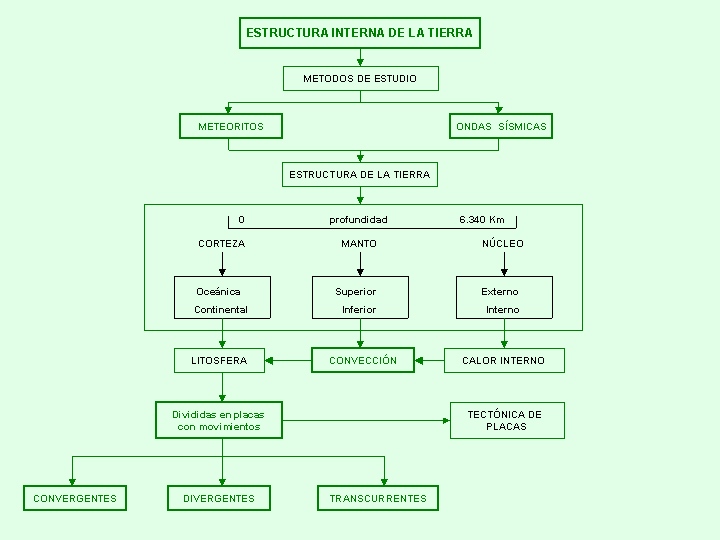 ESTRUCTURA INTERNA DE LA TIERRA
METODOS DE ESTUDIO
METEORITOS
ONDAS SÍSMICAS
ESTRUCTURA DE LA TIERRA
0 profundidad 6.340 Km
CORTEZA MANTO NÚCLEO
Oceánica
Continental
Superior
Inferior
Externo
Interno
LITOSFERA
CONVECCIÓN
CALOR INTERNO
Divididas en placas
con movimientos
TECTÓNICA DE
PLACAS
CONVERGENTES
DIVERGENTES
TRANSCURRENTES